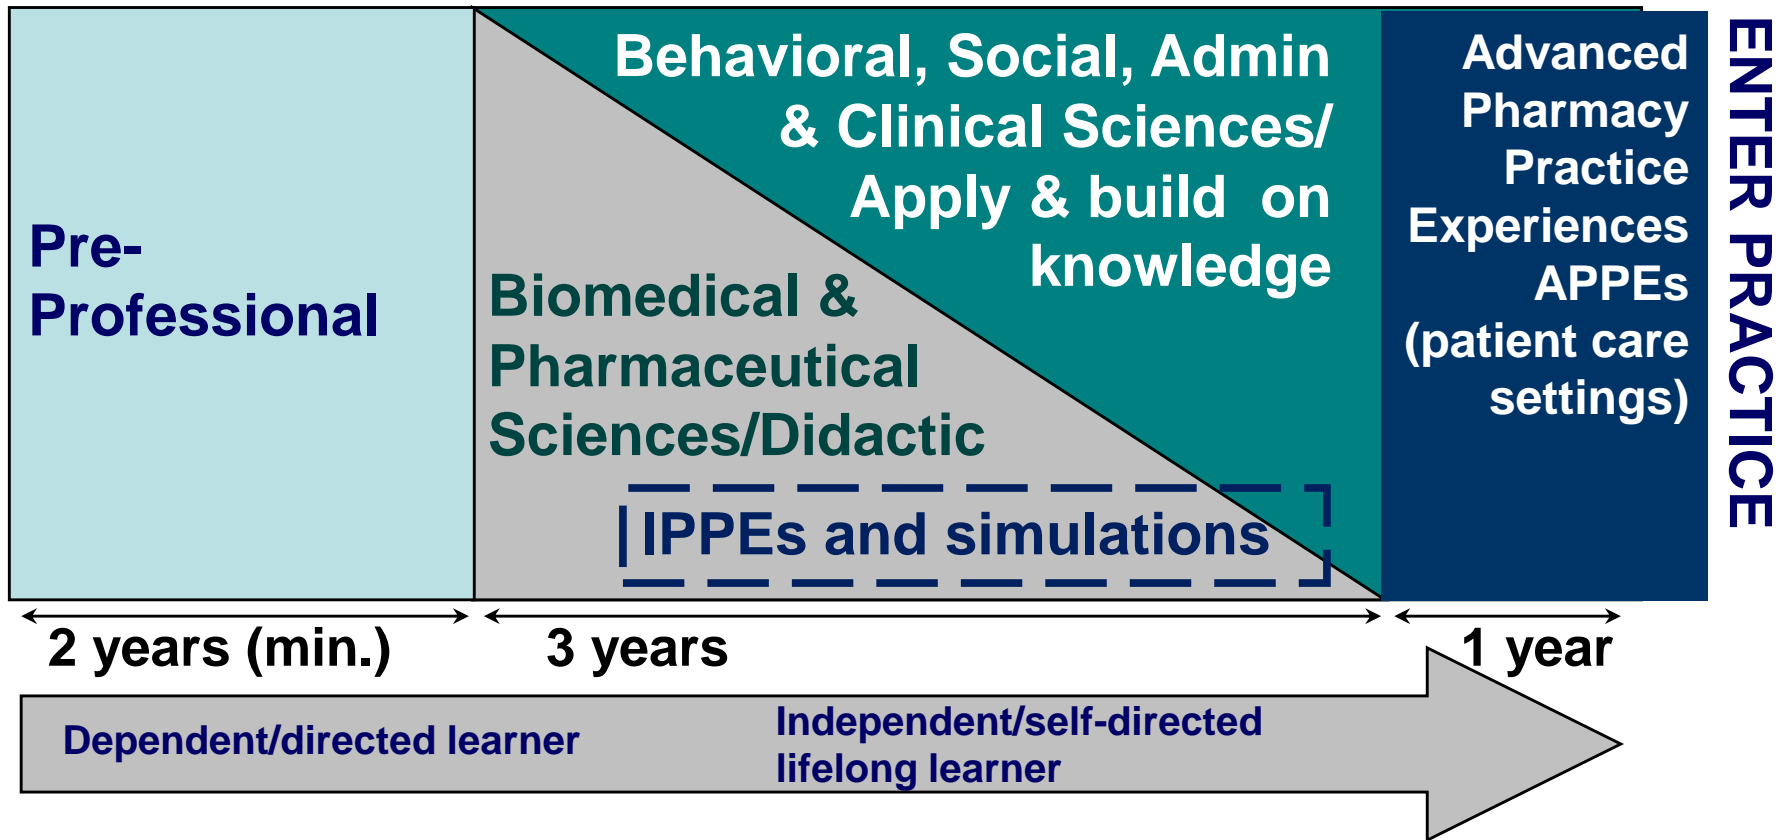 Pre-
Professional
Biomedical &
Pharmaceutical
Sciences/Didactic
Behavioral, Social, Admin
& Clinical Sciences/
Apply & build  on
knowledge
IPPEs and simulations
Advanced
Pharmacy
Practice
Experiences
APPEs
(patient care
settings)
ENTER PRACTICE
2 years (min.)
3 years
1 year
Dependent/directed learner
Independent/self-directed
lifelong learner